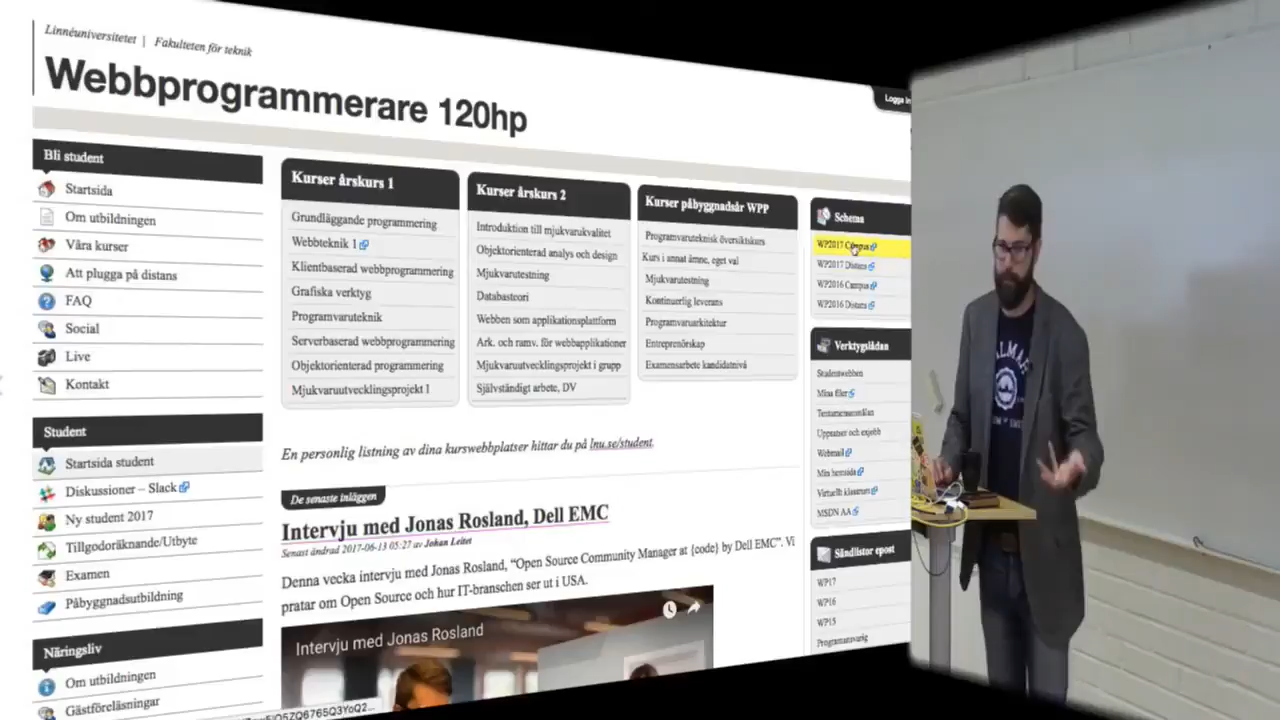 Linnéuniversitetet | Fakulteten för teknik
Webbprogrammerare 120hp
Logga in
Bli student
Startsida
Om utbildningen
Våra kurser
Att plugga på distans
FAQ
Social
Live
Kontakt
Student
Startsida student
Diskussioner – Slack
Ny student 2017
Tillgodoräknande/Utbyte
Examen
Påbyggnadsutbildning
Näringsliv
Om utbildningen
Gästföreläsningar
Kurser årskurs 1
Grundläggande programmering
Webbteknik 1
Klientbaserad webbprogrammering
Grafiska verktyg
Programvaruteknik
Serverbaserad webbprogrammering
Objektorienterad programmering
Mjukvaruutvecklingsprojekt 1
Kurser årskurs 2
Introduktion till mjukvarukvalitet
Objektorienterad analys och design
Mjukvarutestning
Databasteori
Webben som applikationsplattform
Ark. och ramv. för webbapplikationer
Mjukvaruutvecklingsprojekt i grupp
Självständigt arbete, DV
Kurser påbyggnadsår WPP
Programvaruteknisk översiktskurs
Kurs i annat ämne, eget val
Mjukvarutestning
Kontinuerlig leverans
Programvaruarkitektur
Entreprenörskap
Examensarbete kandidatnivå
En personlig listning av dina kurswebbplatser hittar du på lnu.se/student.
De senaste inläggen
Intervju med Jonas Rosland, Dell EMC
Senast ändrad 2017-06-13 05:27 av Johan Leitet
Denna vecka intervju med Jonas Rosland, "Open Source Community Manager at {code} by Dell EMC". Vi
pratar om Open Source och hur IT-branschen ser ut i USA.
Intervju med Jonas Rosland
Schema
WP2017 Campus
WP2017 Distans
WP2016 Campus
WP2016 Distans
Verktygslådan
Studentwebben
Mina filer
Tentamensanmälan
Uppsatser och exjobb
Webmail
Min hemsida
Virtuellt klassrum
MSDN AA
Sändlistor epost
WP17
WP16
WP15
Programansvarig